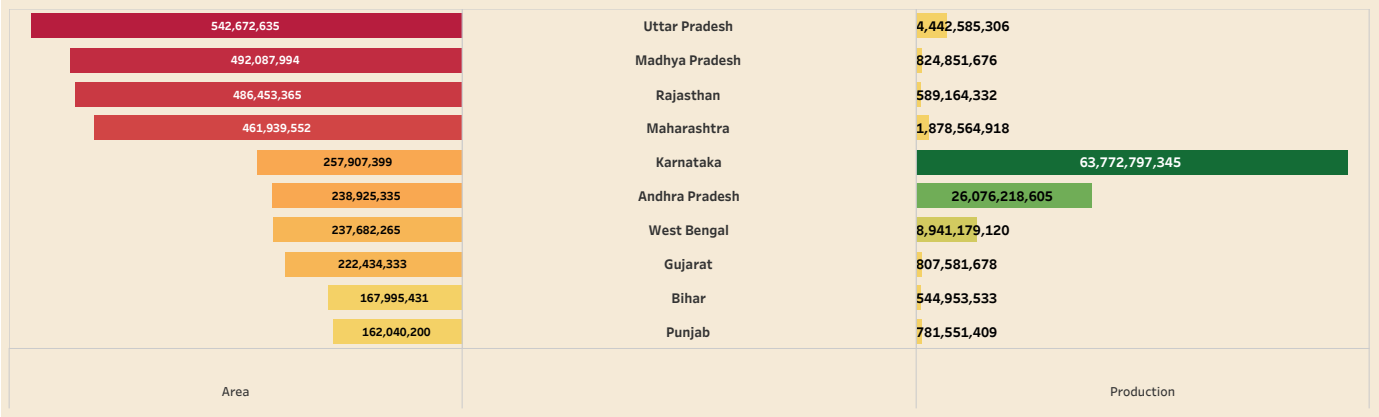 542,672,635 Uttar Pradesh 4,442,585,306
492,087,994 Madhya Pradesh 824,851,676
486,453,365 Rajasthan 589,164,332
461,939,552 Maharashtra 1,878,564,918
257,907,399 Karnataka 63,772,797,345
238,925,335 Andhra Pradesh 26,076,218,605
237,682,265 West Bengal 8,941,179,120
222,434,333 Gujarat 807,581,678
167,995,431 Bihar 544,953,533
162,040,200 Punjab 781,551,409
Area Production